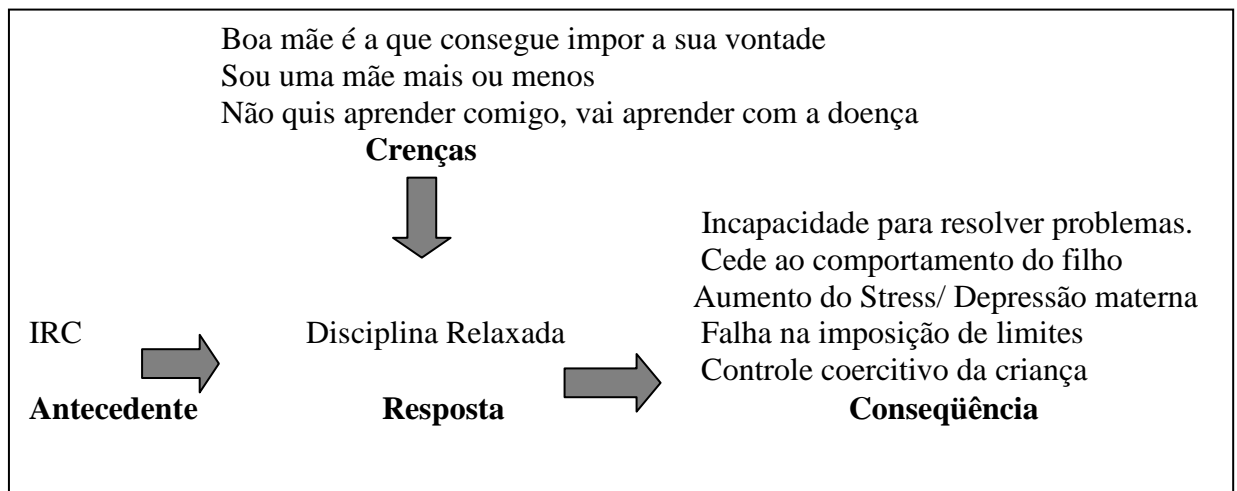 Boa mãe é a que consegue impor a sua vontade
Sou uma mãe mais ou menos
Não quis aprender comigo, vai aprender com a doença
Crenças
Incapacidade para resolver problemas.
Cede ao comportamento do filho
Aumento do Stress/ Depressão materna
IRC
Disciplina Relaxada
Falha na imposição de limites
Controle coercitivo da criança
Antecedente
Resposta
Conseqüência